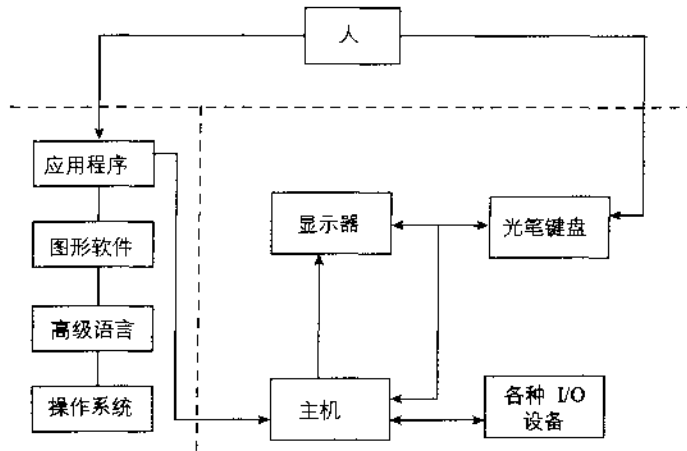 人
应用程序
图形软件
高级语言
操作系统
显示器
光笔键盘
主机
各种 I/O
设备